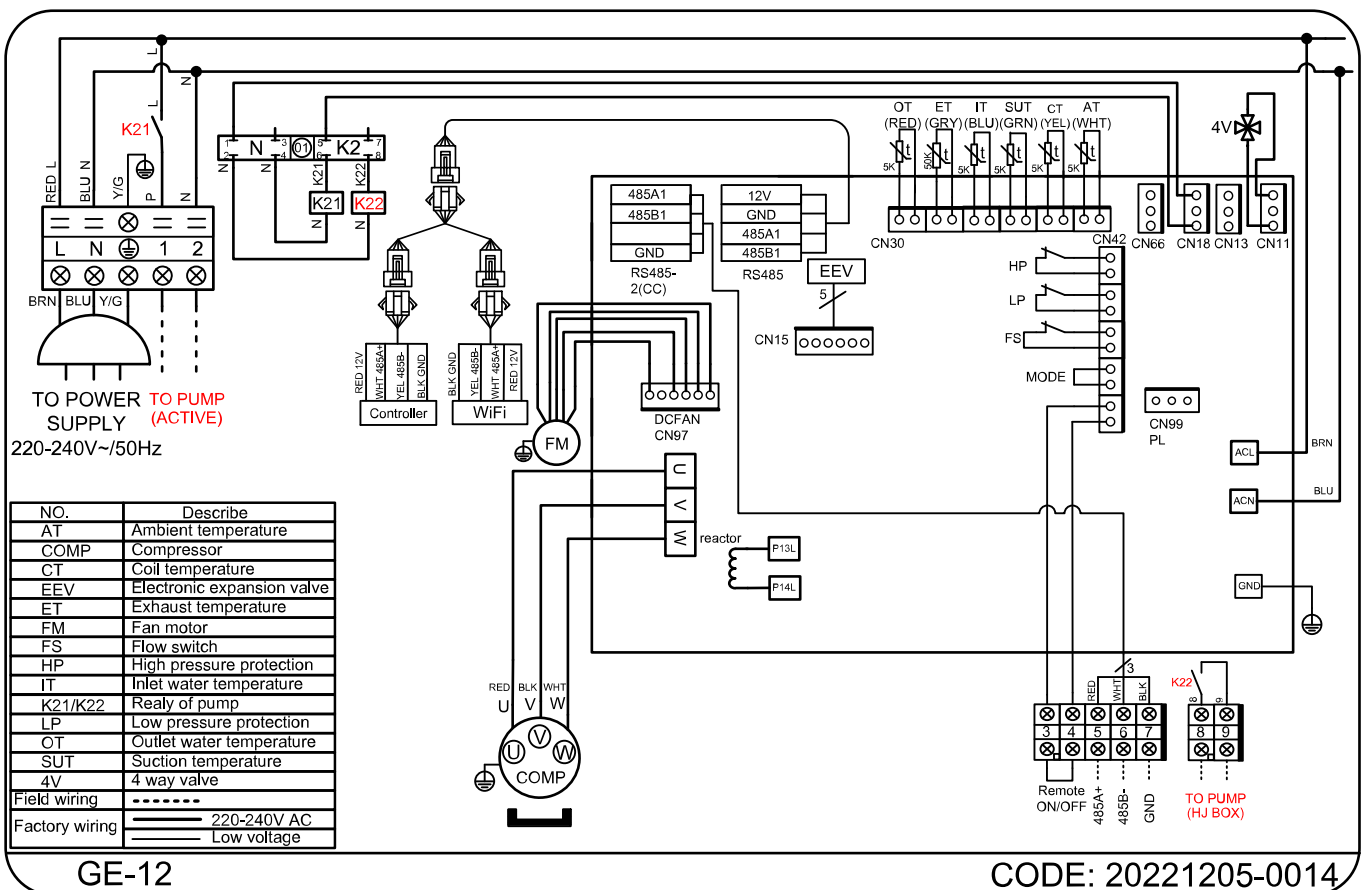 L
N
L
K21
RED L
BLU N
Y/G
P
N
L N 1 2
BRN BLU Y/G
TO POWER
SUPPLY
220-240V~/50Hz
TO PUMP
(ACTIVE)
1 3 5 7
N 01 K2
2 4 6 8
N N K21 K22
K21 K22
N N
RED 12V
WHT 485A+
YEL 485B-
BLK GND
Controller
BLK GND
YEL 485B-
WHT 485A+
RED 12V
WiFi
485A1
485B1
GND
RS485-
2(CC)
12V
GND
485A1
485B1
RS485
EEV
5
CN15
OT ET IT SUT CT AT
(RED) (GRY) (BLU) (GRN) (YEL) (WHT)
t t t t t t
5K 50K 5K 5K 5K 5K
CN30
4V
CN42 CN66 CN18 CN13 CN11
HP
LP
FS
MODE
CN99
PL
DCFAN
CN97
FM
U
V
W
reactor
P13L
P14L
ACL
BRN
ACN
BLU
GND
RED BLK WHT
U V W
U V W
COMP
3
RED
WHT
BLK
3 4 5 6 7
Remote
ON/OFF
485A+
485B-
GND
K22
8 9
8 9
TO PUMP
(HJ BOX)
NO. Describe
AT Ambient temperature
COMP Compressor
CT Coil temperature
EEV Electronic expansion valve
ET Exhaust temperature
FM Fan motor
FS Flow switch
HP High pressure protection
IT Inlet water temperature
K21/K22 Realy of pump
LP Low pressure protection
OT Outlet water temperature
SUT Suction temperature
4V 4 way valve
Field wiring
Factory wiring 220-240V AC
Low voltage
GE-12
CODE: 20221205-0014